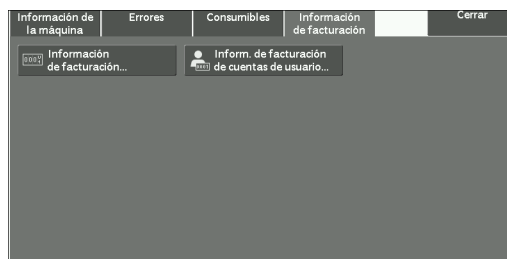 Información de
la máquina
Errores
Consumibles
Información
de facturación
Cerrar
Información
de facturación...
Inform. de facturación
de cuentas de usuario...